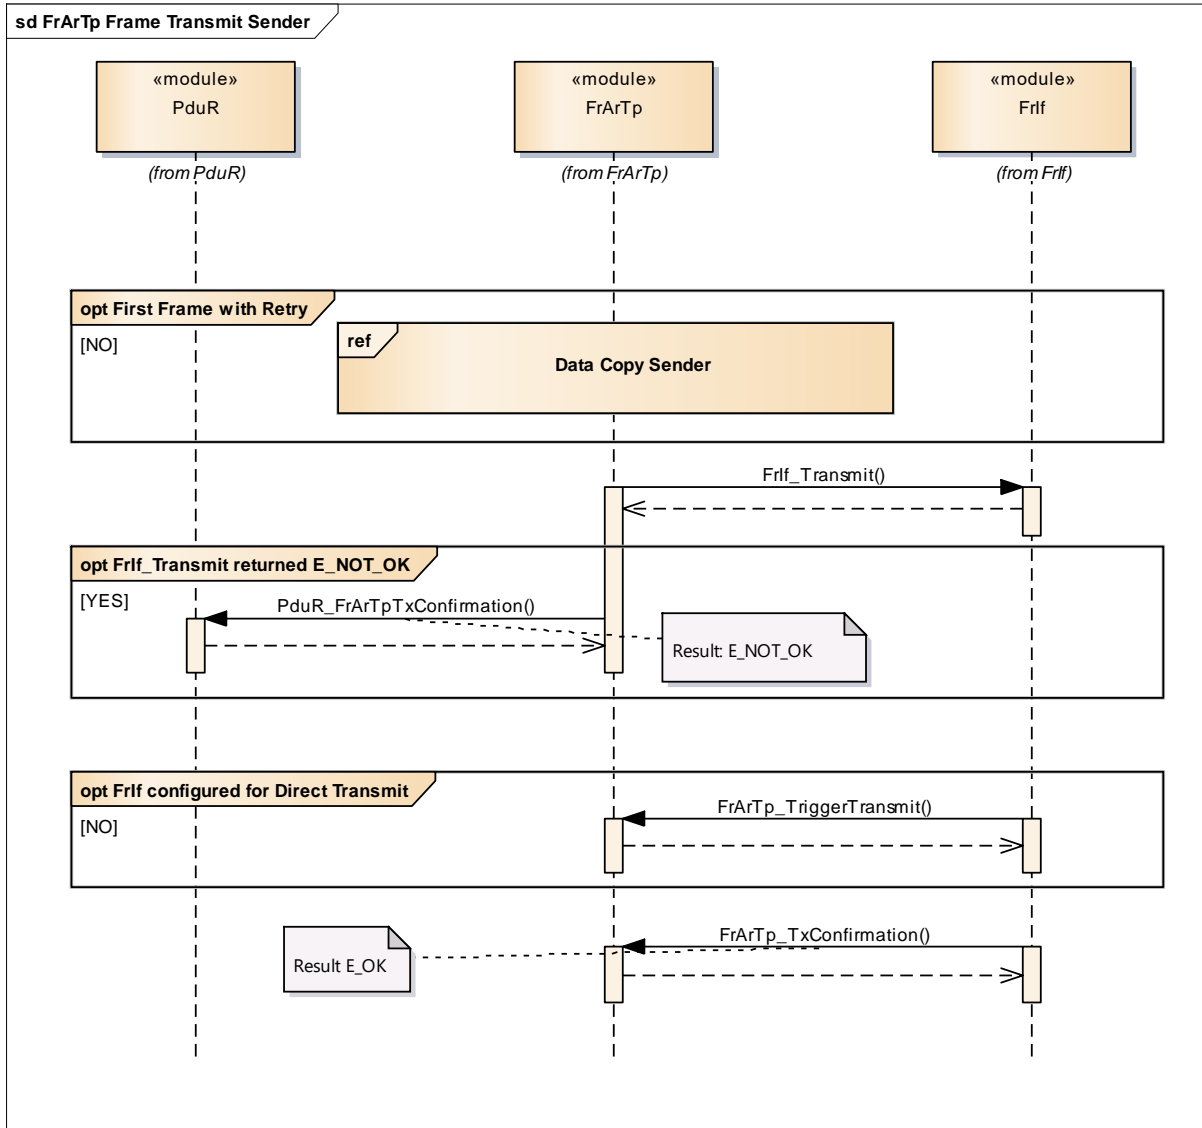 sd FrArTp Frame Transmit Sender
«module»
PduR
(from PduR)
«module»
FrArTp
(from FrArTp)
«module»
FrIf
(from FrIf)
opt First Frame with Retry
[NO]
ref
Data Copy Sender
FrIf_Transmit()
opt FrIf_Transmit returned E_NOT_OK
[YES]
PduR_FrArTpTxConfirmation()
Result: E_NOT_OK
opt FrIf configured for Direct Transmit
[NO]
FrArTp_TriggerTransmit()
FrArTp_TxConfirmation()
Result E_OK